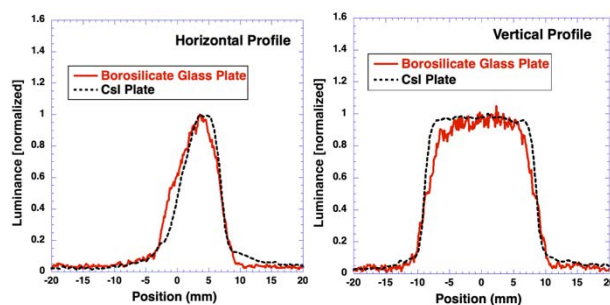 Horizontal Profile
Borosilicate Glass Plate
CsI Plate
Luminance [normalized]
1.6
1.4
1.2
1
0.8
0.6
0.4
0.2
0
-20 -15 -10 -5 0 5 10 15 20
Position (mm)
Vertical Profile
Borosilicate Glass Plate
CsI Plate
Luminance [normalized]
1.6
1.4
1.2
1
0.8
0.6
0.4
0.2
0
-20 -15 -10 -5 0 5 10 15 20
Position (mm)